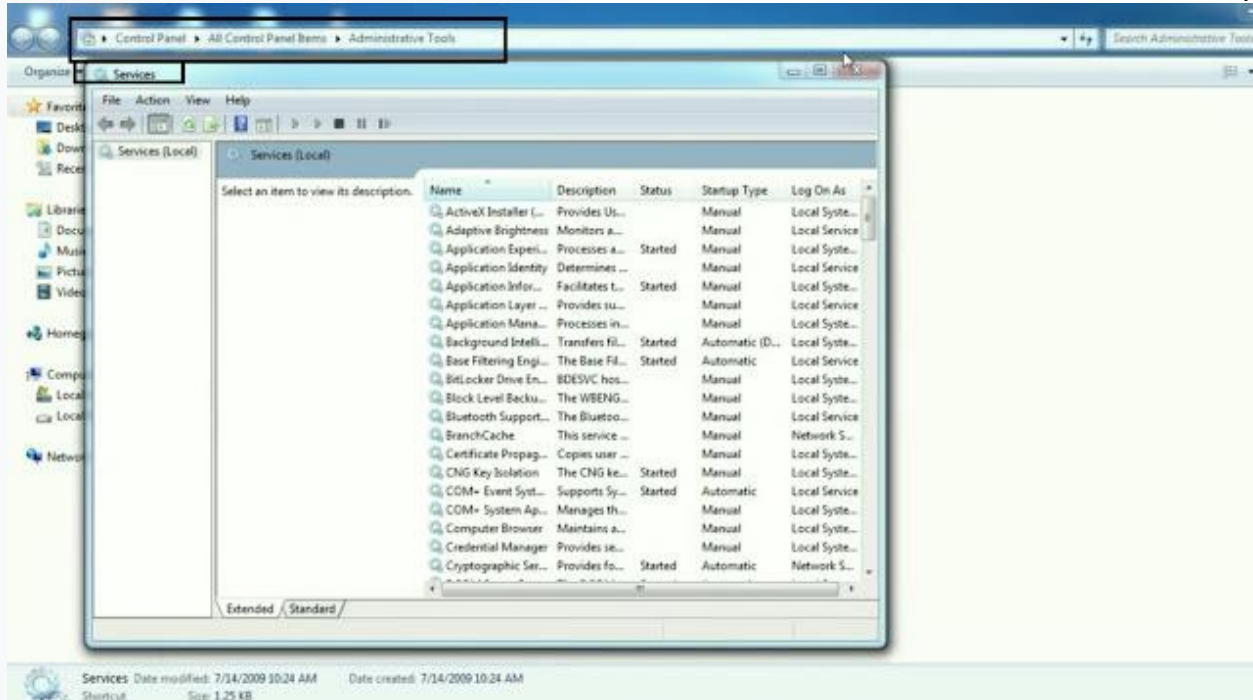 Control Panel ▸ All Control Panel Items ▸ Administrative Tools
Search Administrative Tools
Organize
Services
File Action View Help
Services (Local)
Services (Local)
Select an item to view its description.
Name Description Status Startup Type Log On As
ActiveX Installer (... Provides Us... Manual Local Syste...
Adaptive Brightness Monitors a... Manual Local Service
Application Experi... Processes a... Started Manual Local Syste...
Application Identity Determines ... Manual Local Service
Application Infor... Facilitates t... Started Manual Local Syste...
Application Layer ... Provides su... Manual Local Service
Application Mana... Processes in... Manual Local Syste...
Background Intelli... Transfers fil... Started Automatic (D... Local Syste...
Base Filtering Engi... The Base Fil... Started Automatic Local Service
BitLocker Drive En... BDESVC hos... Manual Local Syste...
Block Level Backu... The WBENG... Manual Local Syste...
Bluetooth Support... The Bluetoo... Manual Local Service
BranchCache This service ... Manual Network S...
Certificate Propag... Copies user ... Manual Local Syste...
CNG Key Isolation The CNG ke... Started Manual Local Syste...
COM+ Event Syst... Supports Sy... Started Automatic Local Service
COM+ System Ap... Manages th... Manual Local Syste...
Computer Browser Maintains a... Manual Local Syste...
Credential Manager Provides se... Manual Local Syste...
Cryptographic Ser... Provides fo... Started Automatic Network S...
Extended Standard
Favorit
Deskt
Down
Recen
Librarie
Docu
Musi
Pictu
Video
Homeg
Compu
Local
Local
Networ
Services Date modified: 7/14/2009 10:24 AM Date created: 7/14/2009 10:24 AM
Shortcut Size: 1.25 KB